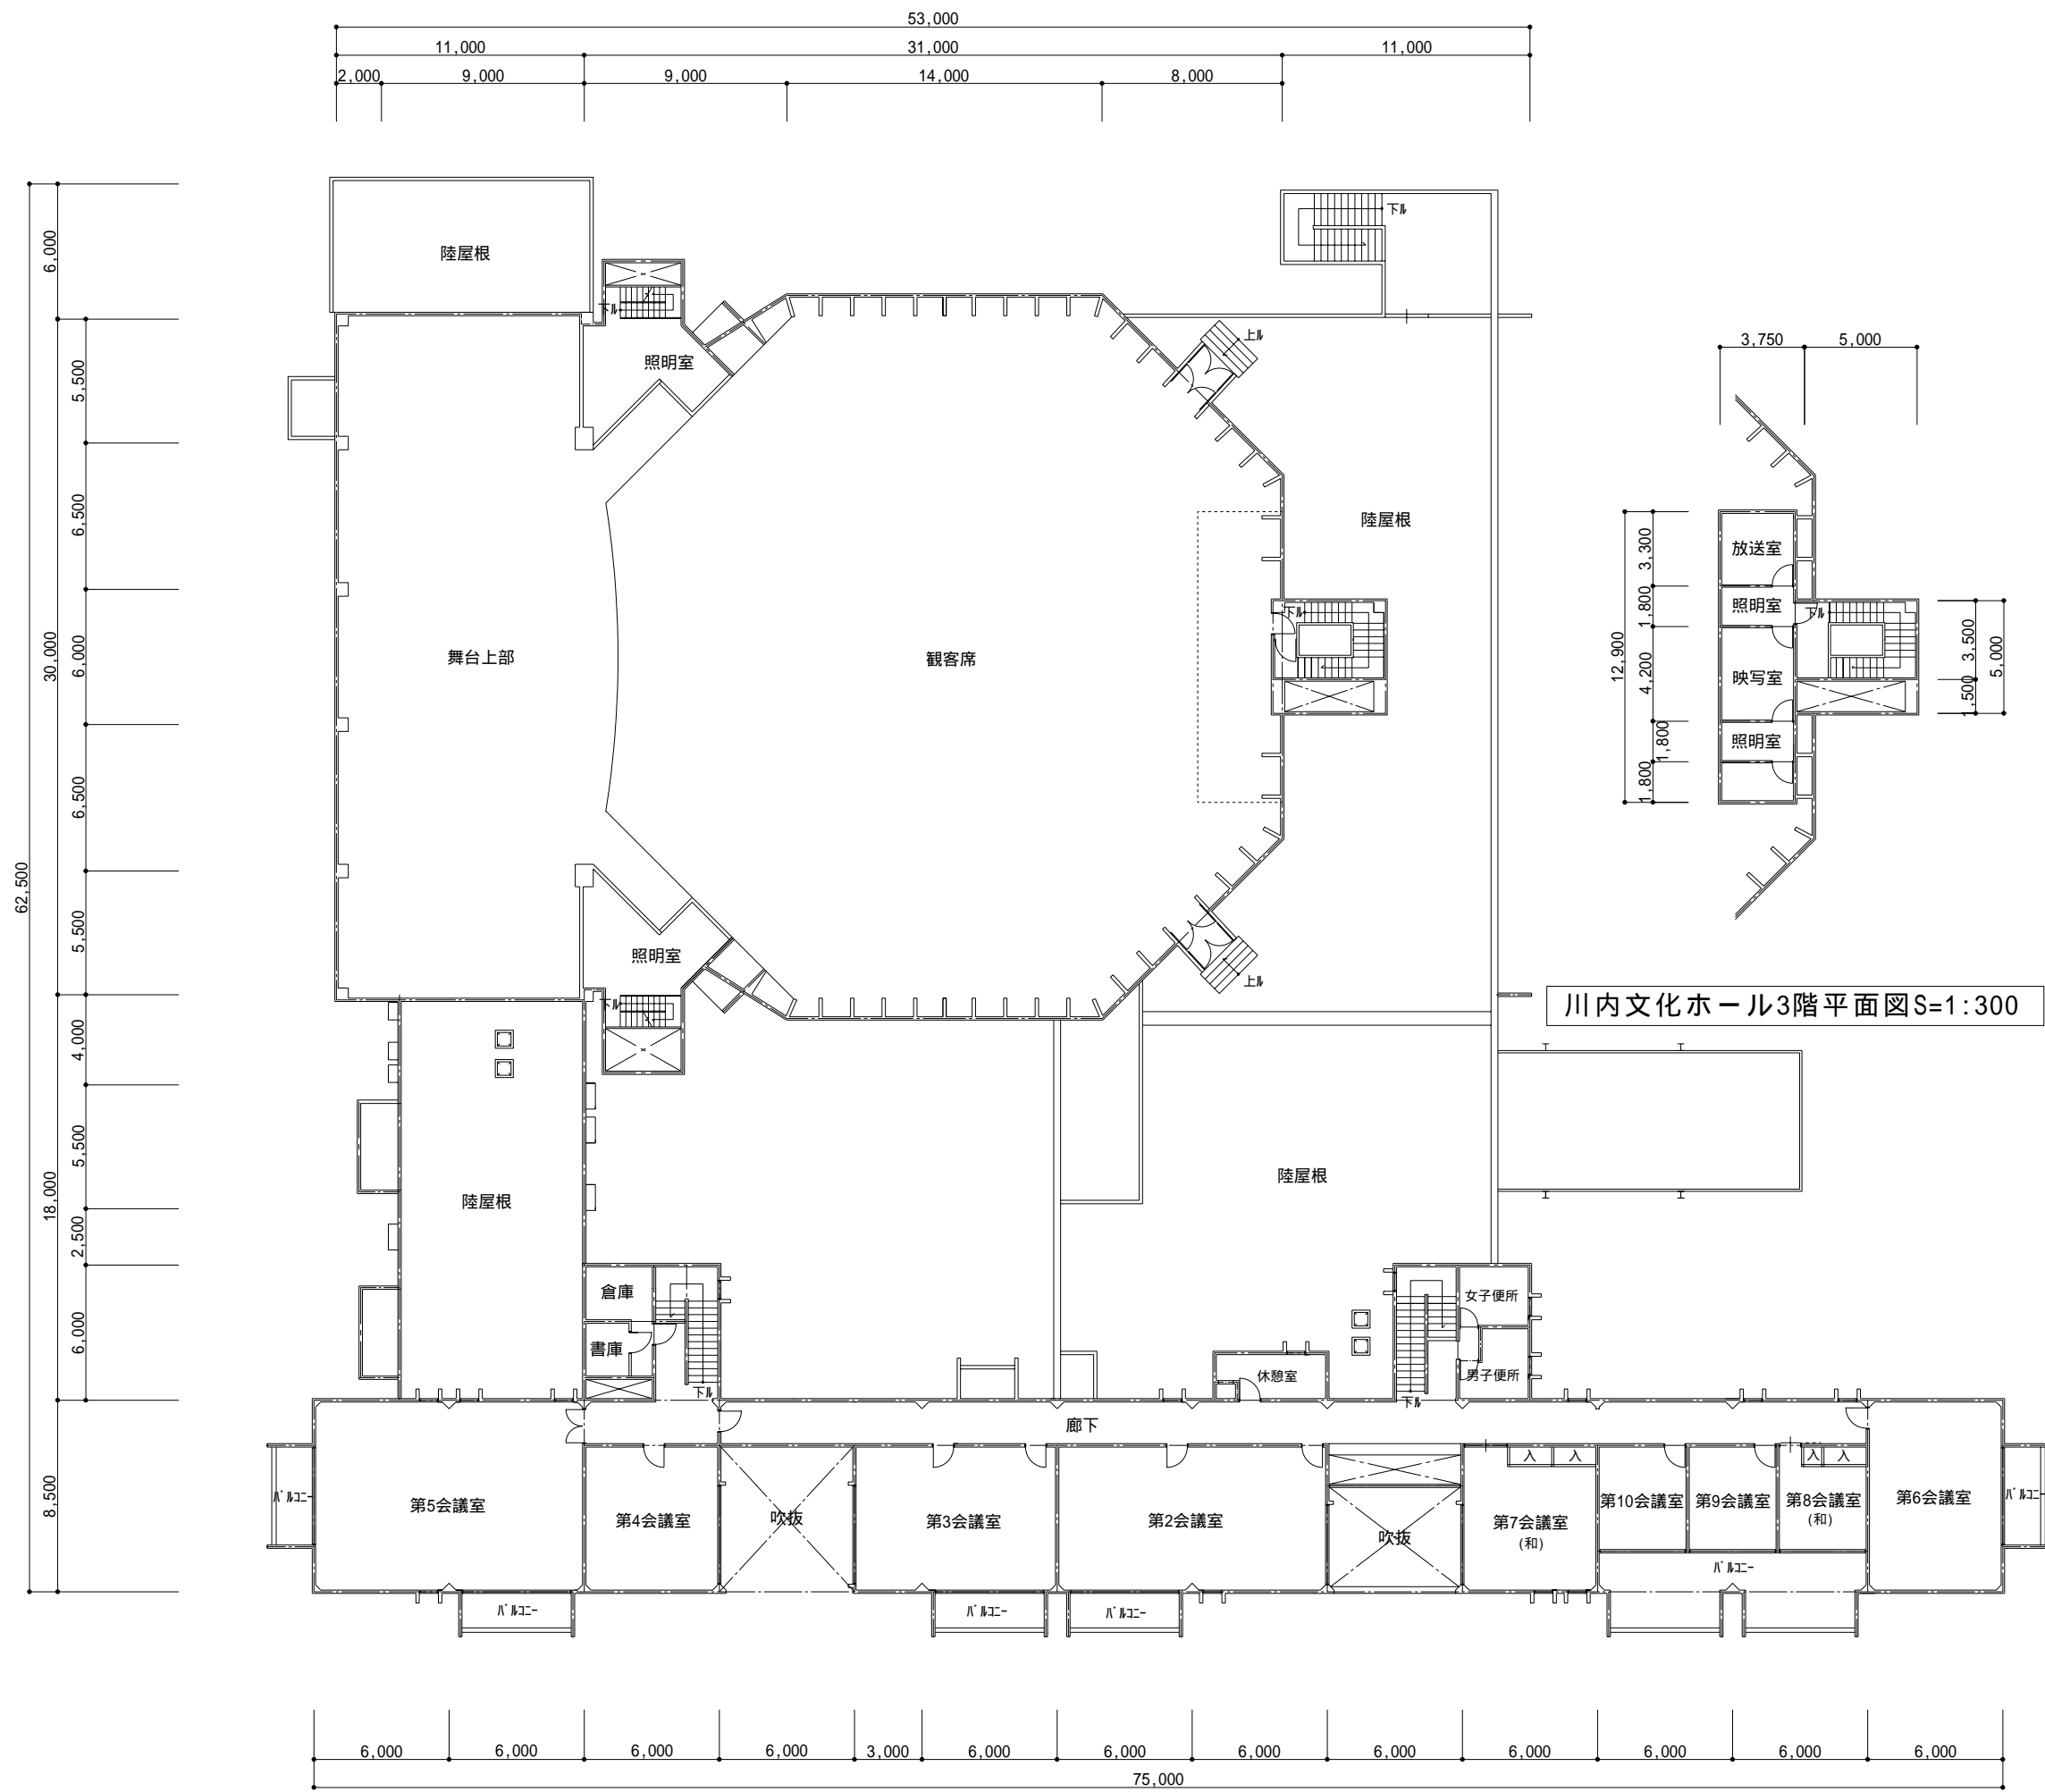 53,000
11,000 31,000 11,000
2,000 9,000 9,000 14,000 8,000
62,500
6,000
30,000
18,000
8,500
5,500
6,500
6,000
6,500
5,500
4,000
5,500
2,500
6,000
陸屋根
下ル
下ル
照明室
上ル
陸屋根
舞台上部
観客席
下ル
照明室
下ル
上ル
3,750 5,000
12,900
3,300
1,800
4,200
1,800
1,800
放送室
照明室
下ル
映写室
照明室
3,500
1,500
5,000
川内文化ホール3階平面図S=1:300
陸屋根
陸屋根
倉庫
書庫
下ル
休憩室
女子便所
男子便所
下ル
廊下
バルコニー
第5会議室
第4会議室
吹抜
第3会議室
第2会議室
吹抜
第7会議室
(和)
入 入
第10会議室
第9会議室
入 入
第8会議室
(和)
第6会議室
バルコニー
バルコニー
バルコニー
バルコニー
バルコニー
6,000 6,000 6,000 6,000 3,000 6,000 6,000 6,000 6,000 6,000 6,000 6,000 6,000
75,000